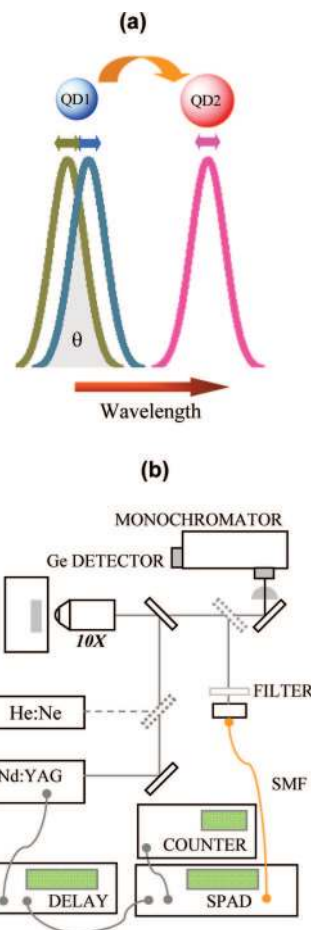 (a)
QD1 QD2
θ
Wavelength
(b)
MONOCHROMATOR
Ge DETECTOR
10X
FILTER
He:Ne
Nd:YAG
SMF
COUNTER
DELAY SPAD